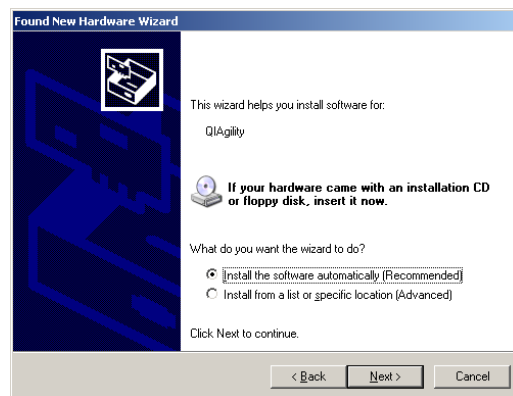 Found New Hardware Wizard
This wizard helps you install software for:
QIAgility
If your hardware came with an installation CD
or floppy disk, insert it now.
What do you want the wizard to do?
Install the software automatically (Recommended)
Install from a list or specific location (Advanced)
Click Next to continue.
< Back
Next >
Cancel